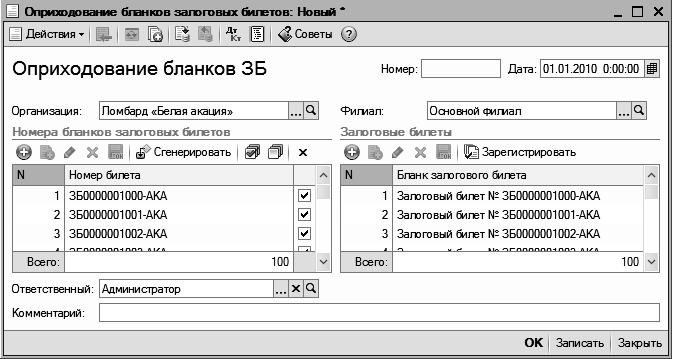 Оприходование бланков залоговых билетов: Новый *
Действия Дт Кт Советы
Оприходование бланков ЗБ Номер: Дата: 01.01.2010 0:00:00
Организация: Ломбард «Белая акация» ... Филиал: Основной филиал ...
Номера бланков залоговых билетов Залоговые билеты
Сгенерировать Зарегистрировать
N Номер билета N Бланк залогового билета
1 ЗБ0000001000-АКА 1 Залоговый билет № ЗБ0000001000-АКА
2 ЗБ0000001001-АКА 2 Залоговый билет № ЗБ0000001001-АКА
3 ЗБ0000001002-АКА 3 Залоговый билет № ЗБ0000001002-АКА
Всего: 100 Всего: 100
Ответственный: Администратор ...
Комментарий:
OK Записать Закрыть